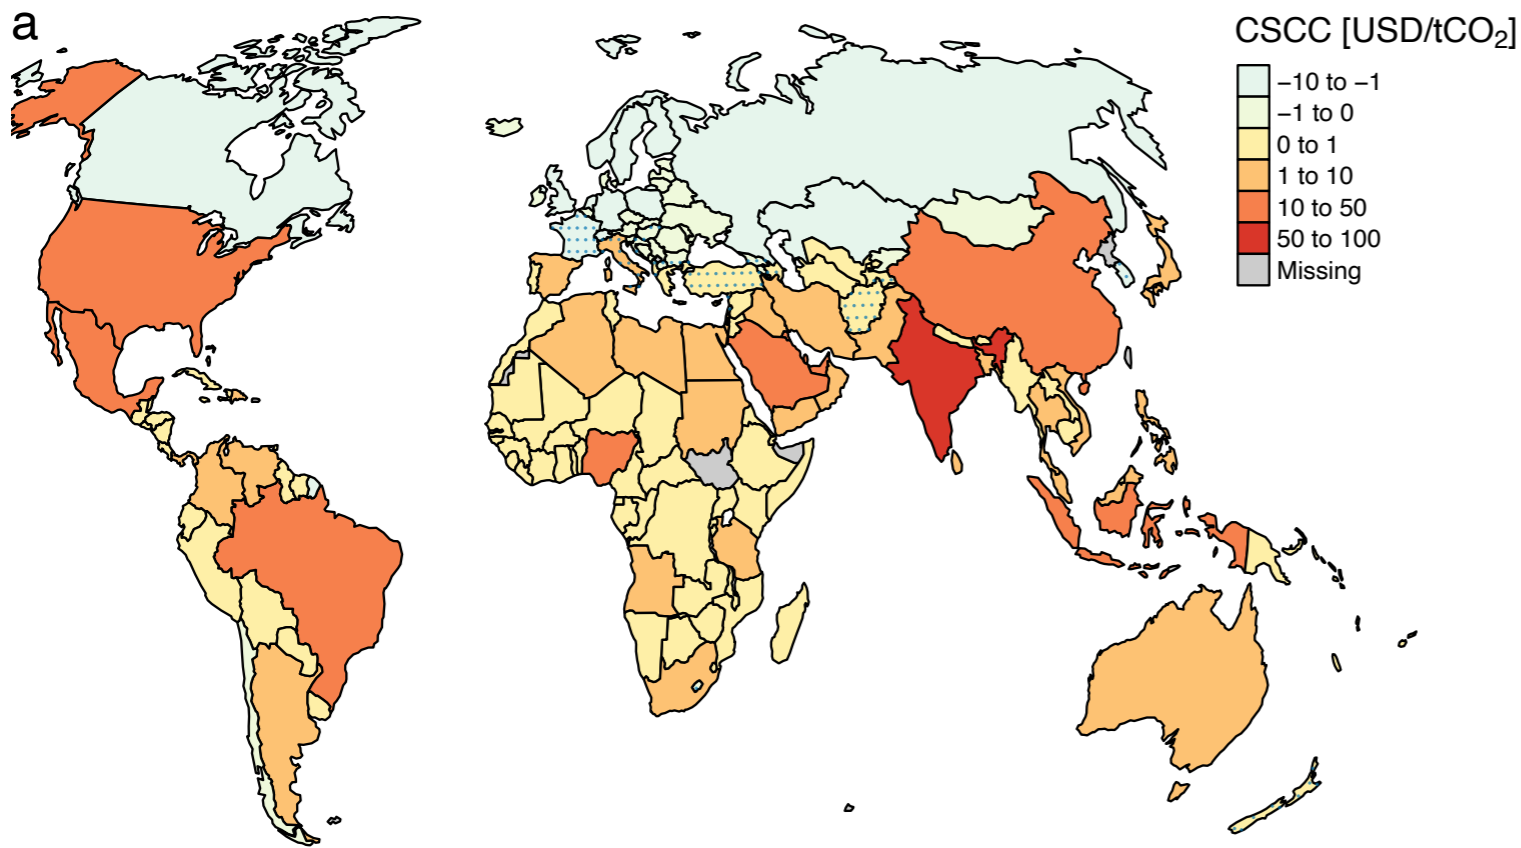 a
CSCC [USD/tCO₂]
−10 to −1
−1 to 0
0 to 1
1 to 10
10 to 50
50 to 100
Missing